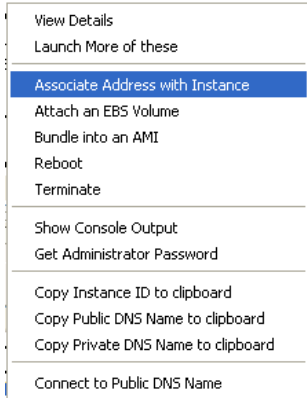 View Details
Launch More of these
Associate Address with Instance
Attach an EBS Volume
Bundle into an AMI
Reboot
Terminate
Show Console Output
Get Administrator Password
Copy Instance ID to clipboard
Copy Public DNS Name to clipboard
Copy Private DNS Name to clipboard
Connect to Public DNS Name